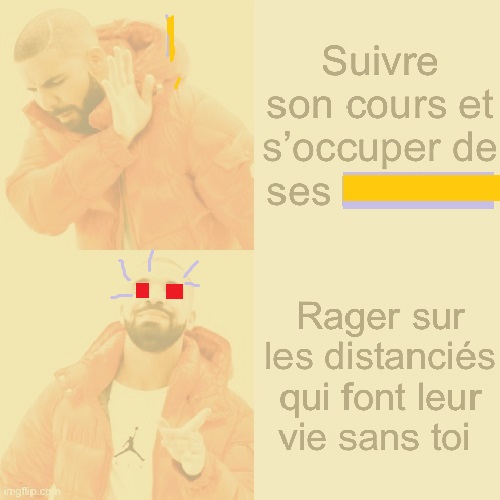 Suivre
son cours et
s’occuper de
ses
Rager sur
les distanciés
qui font leur
vie sans toi
imgflip.com